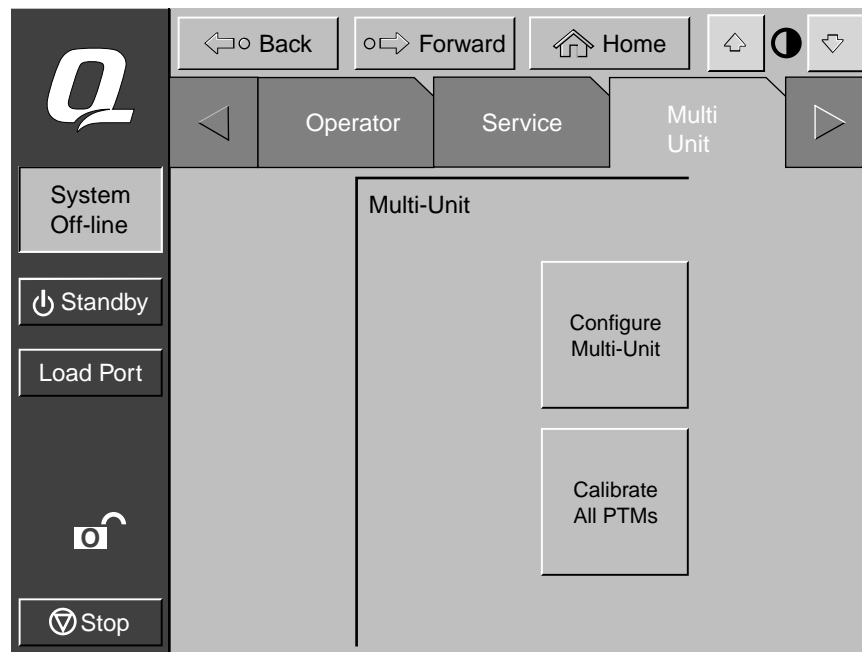 Q
Back
Forward
Home
Operator
Service
Multi
Unit
System
Off-line
Multi-Unit
Standby
Configure
Multi-Unit
Load Port
Calibrate
All PTMs
O
Stop